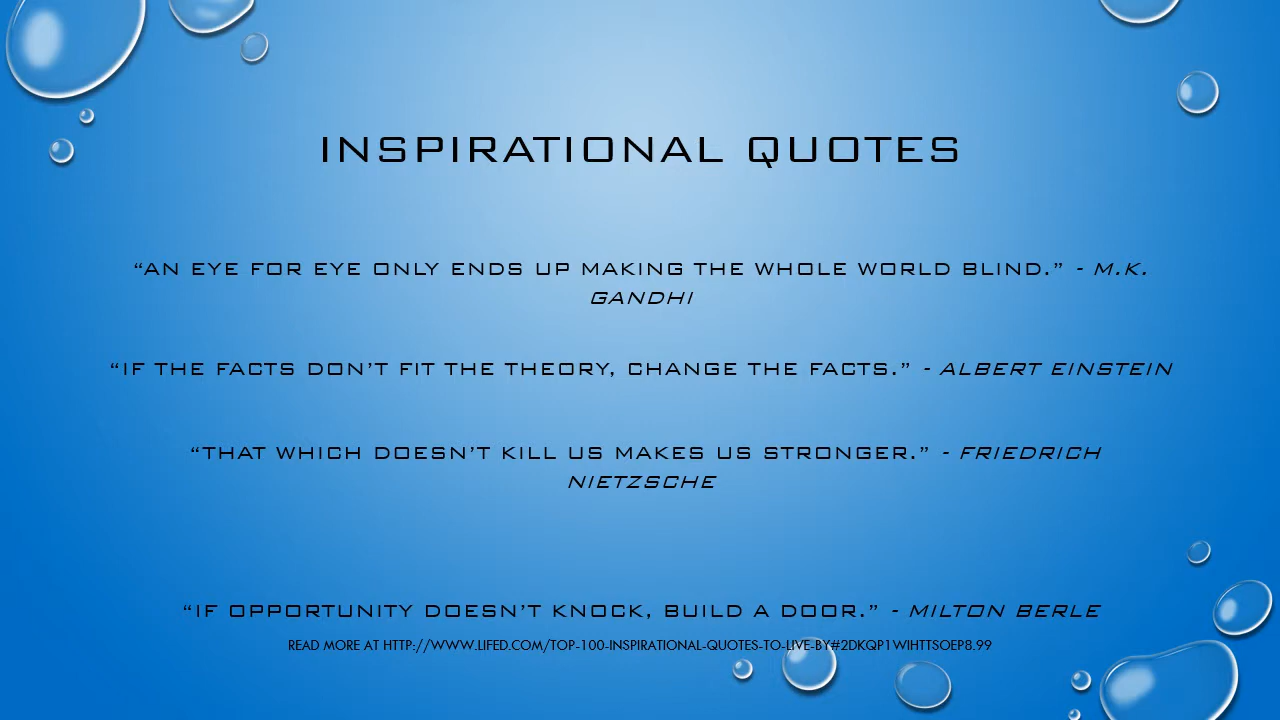 INSPIRATIONAL QUOTES
“AN EYE FOR EYE ONLY ENDS UP MAKING THE WHOLE WORLD BLIND.” - M.K.
GANDHI
“IF THE FACTS DON’T FIT THE THEORY, CHANGE THE FACTS.” - ALBERT EINSTEIN
“THAT WHICH DOESN’T KILL US MAKES US STRONGER.” - FRIEDRICH
NIETZSCHE
“IF OPPORTUNITY DOESN’T KNOCK, BUILD A DOOR.” - MILTON BERLE
READ MORE AT HTTP://WWW.LIFED.COM/TOP-100-INSPIRATIONAL-QUOTES-TO-LIVE-BY#2DKQP1WIHTTSOEP8.99